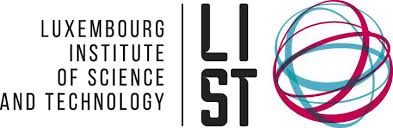 LUXEMBOURG
INSTITUTE
OF SCIENCE
AND TECHNOLOGY
LI
ST